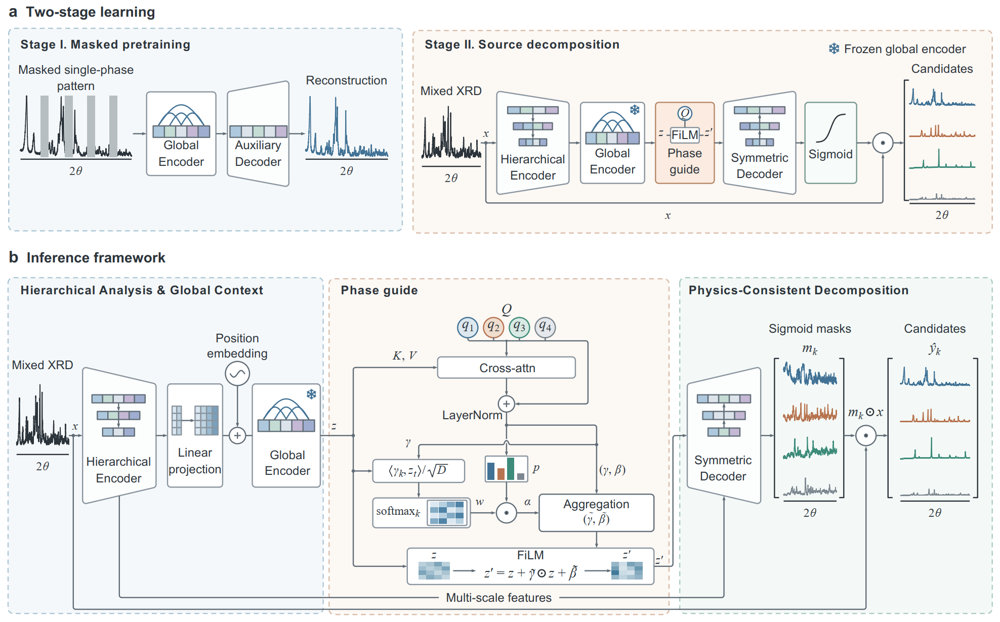 a Two-stage learning
Stage I. Masked pretraining
Masked single-phase
pattern
2θ
Global
Encoder
Auxiliary
Decoder
Reconstruction
2θ
Stage II. Source decomposition
Frozen global encoder
Mixed XRD
2θ
x
Hierarchical
Encoder
Global
Encoder
Q
z FiLM z′
Phase
guide
Symmetric
Decoder
Sigmoid
Candidates
2θ
x
b Inference framework
Hierarchical Analysis & Global Context
Mixed XRD
2θ
x
Hierarchical
Encoder
Linear
projection
Position
embedding
+
Global
Encoder
z
Phase guide
Q
q1 q2 q3 q4
K, V
Cross-attn
+
LayerNorm
γ
⟨γk, zt⟩/√D
p
(γ, β)
softmaxk
w
α
Aggregation
(γ̃, β̃)
z FiLM z′
z′ = z + γ̃ ⊙ z + β̃
z′
Multi-scale features
Physics-Consistent Decomposition
Symmetric
Decoder
Sigmoid masks
mk
2θ
mk ⊙ x
Candidates
ŷk
2θ